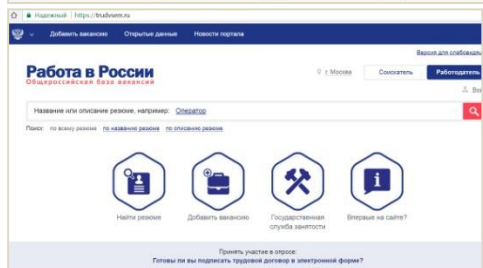 Надежный | https://trudvsem.ru
Добавить вакансию Открытые данные Новости портала
Версия для слабовидящ
Работа в России
Общероссийская база вакансий
г. Москва Соискатель Работодатель
Название или описание резюме, например: Оператор
Поиск: по всему резюме по названию резюме по описанию резюме
Найти резюме Добавить вакансию Государственная служба занятости Впервые на сайте?
Принять участие в опросе:
Готовы ли вы подписать трудовой договор в электронной форме?